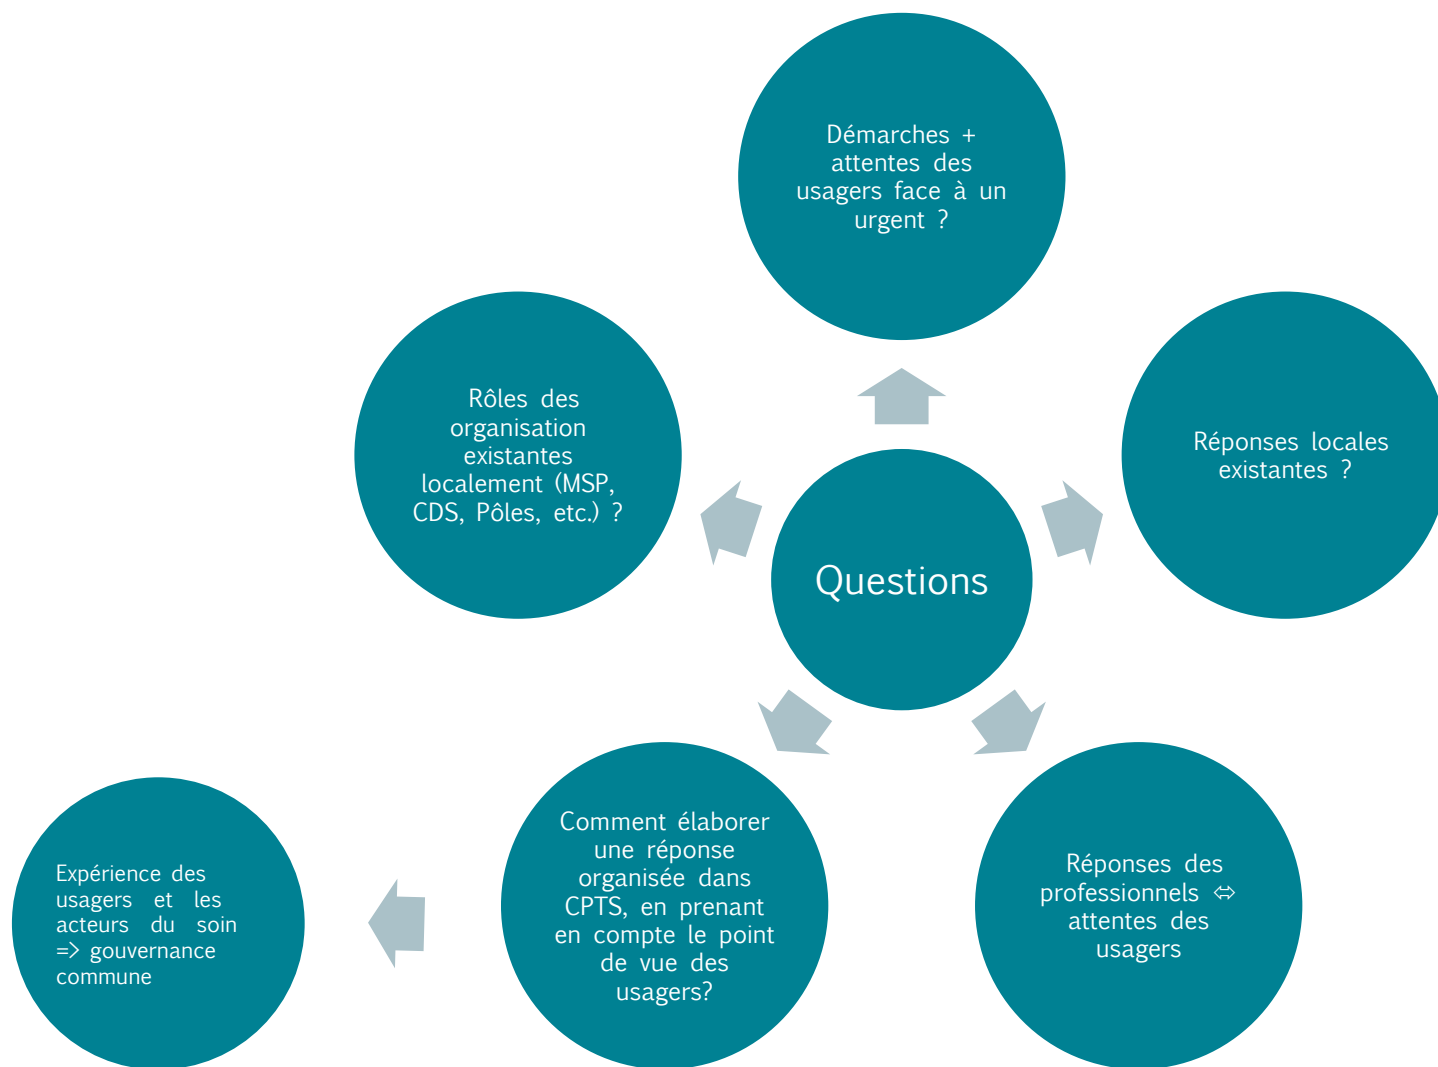 Démarches +
attentes des
usagers face à un
urgent ?
Rôles des
organisation
existantes
localement (MSP,
CDS, Pôles, etc.) ?
Réponses locales
existantes ?
Questions
Comment élaborer
une réponse
organisée dans
CPTS, en prenant
en compte le point
de vue des
usagers?
Réponses des
professionnels ⇔
attentes des
usagers
Expérience des
usagers et les
acteurs du soin
=> gouvernance
commune